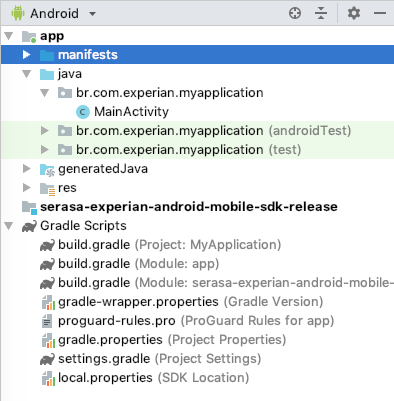 Android
app
manifests
java
br.com.experian.myapplication
MainActivity
br.com.experian.myapplication (androidTest)
br.com.experian.myapplication (test)
generatedJava
res
serasa-experian-android-mobile-sdk-release
Gradle Scripts
build.gradle (Project: MyApplication)
build.gradle (Module: app)
build.gradle (Module: serasa-experian-android-mobile-
gradle-wrapper.properties (Gradle Version)
proguard-rules.pro (ProGuard Rules for app)
gradle.properties (Project Properties)
settings.gradle (Project Settings)
local.properties (SDK Location)